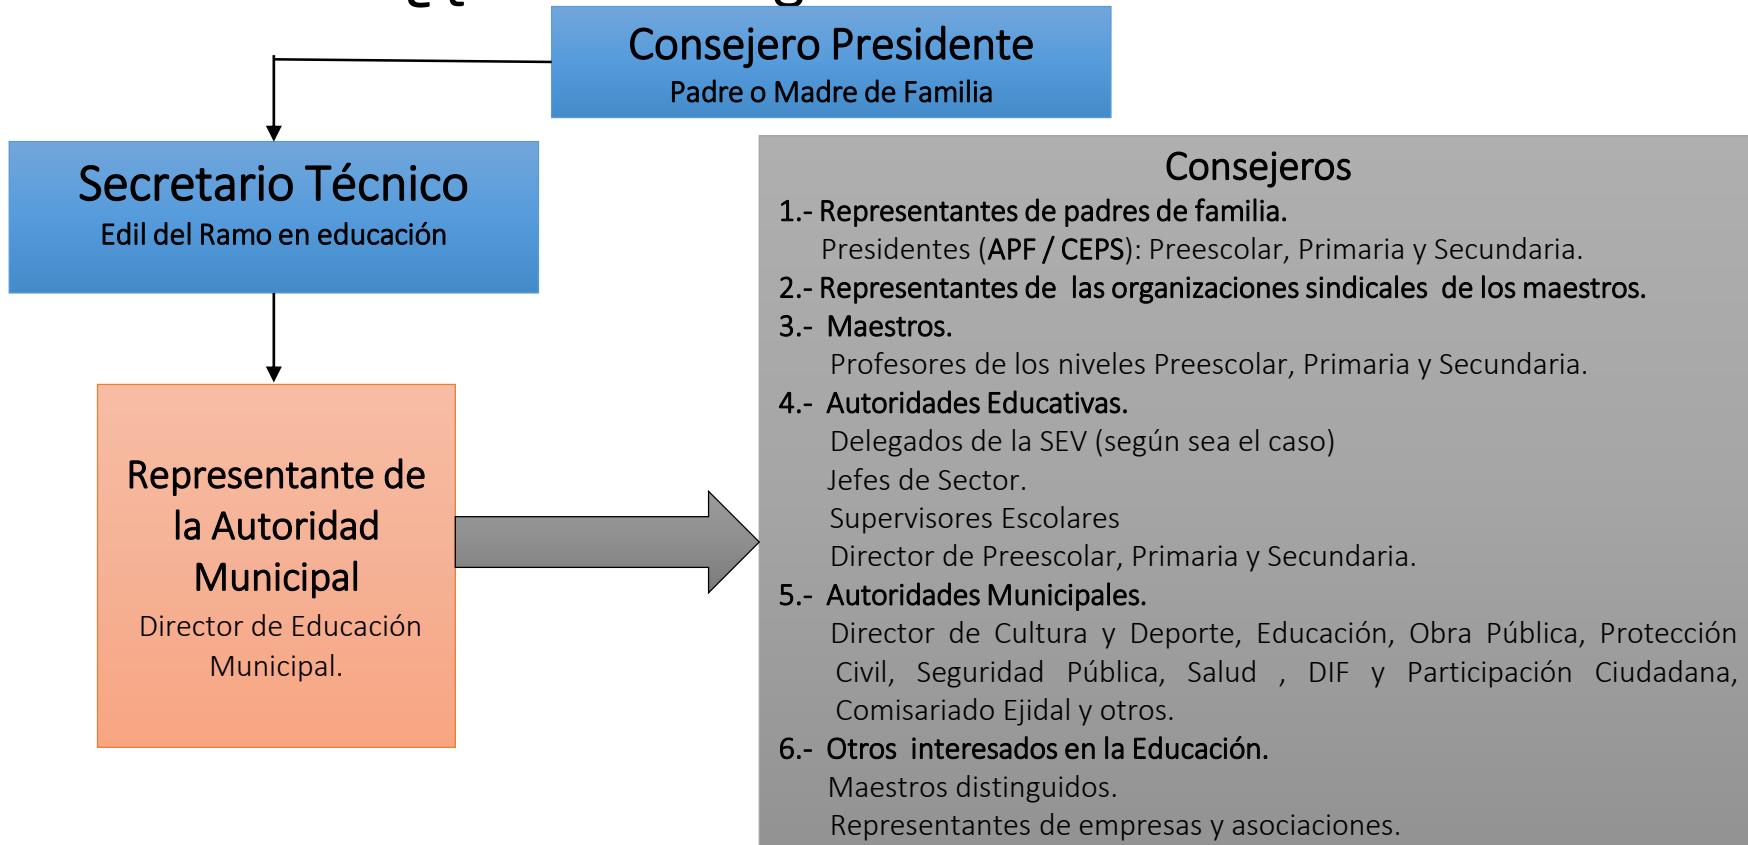 Consejero Presidente
Padre o Madre de Familia
Secretario Técnico
Edil del Ramo en educación
Representante de
la Autoridad
Municipal
Director de Educación
Municipal.
Consejeros
1.- Representantes de padres de familia.
Presidentes (APF / CEPS): Preescolar, Primaria y Secundaria.
2.- Representantes de las organizaciones sindicales de los maestros.
3.- Maestros.
Profesores de los niveles Preescolar, Primaria y Secundaria.
4.- Autoridades Educativas.
Delegados de la SEV (según sea el caso)
Jefes de Sector.
Supervisores Escolares
Director de Preescolar, Primaria y Secundaria.
5.- Autoridades Municipales.
Director de Cultura y Deporte, Educación, Obra Pública, Protección
Civil, Seguridad Pública, Salud , DIF y Participación Ciudadana,
Comisariado Ejidal y otros.
6.- Otros interesados en la Educación.
Maestros distinguidos.
Representantes de empresas y asociaciones.